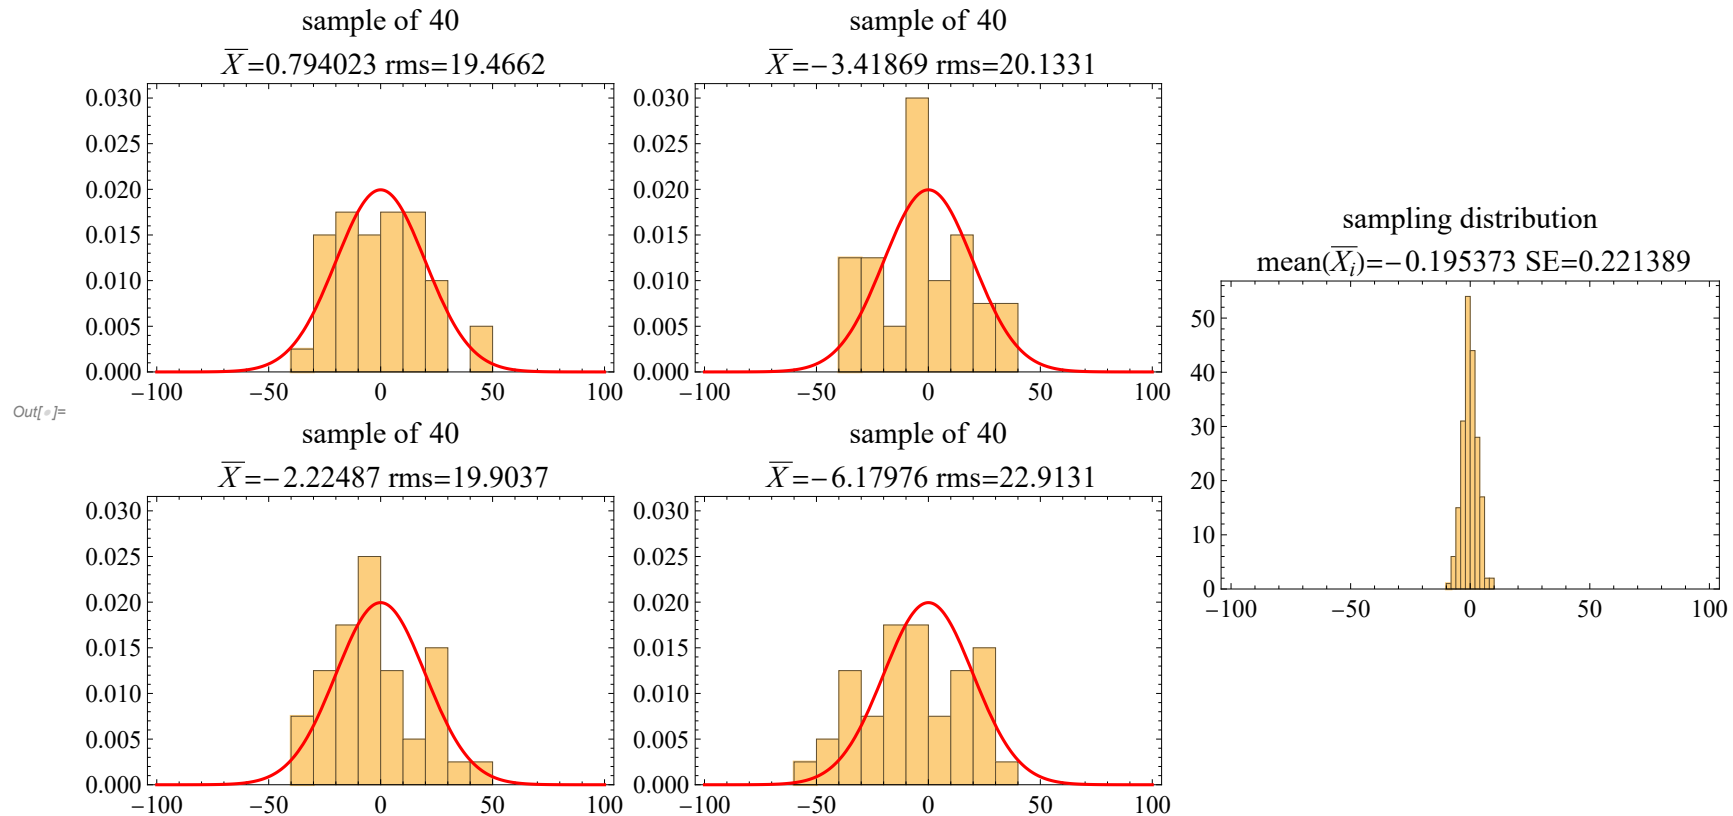 sample of 40
X̅=0.794023 rms=19.4662
0.030
0.025
0.020
0.015
0.010
0.005
0.000
−100 −50 0 50 100
sample of 40
X̅=−3.41869 rms=20.1331
0.030
0.025
0.020
0.015
0.010
0.005
0.000
−100 −50 0 50 100
Out[•]=
sample of 40
X̅=−2.22487 rms=19.9037
0.030
0.025
0.020
0.015
0.010
0.005
0.000
−100 −50 0 50 100
sample of 40
X̅=−6.17976 rms=22.9131
0.030
0.025
0.020
0.015
0.010
0.005
0.000
−100 −50 0 50 100
sampling distribution
mean(X̅ᵢ)=−0.195373 SE=0.221389
50
40
30
20
10
0
−100 −50 0 50 100